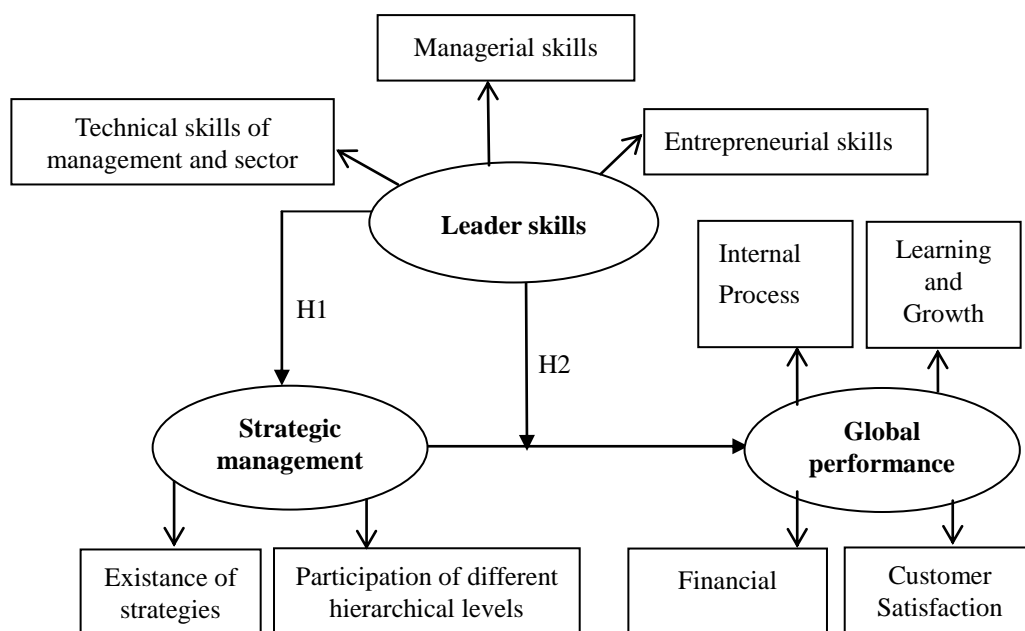 Managerial skills
Technical skills of
management and sector
Entrepreneurial skills
Leader skills
Internal
Process
Learning
and
Growth
H1
H2
Strategic
management
Global
performance
Existance of
strategies
Participation of different
hierarchical levels
Financial
Customer
Satisfaction